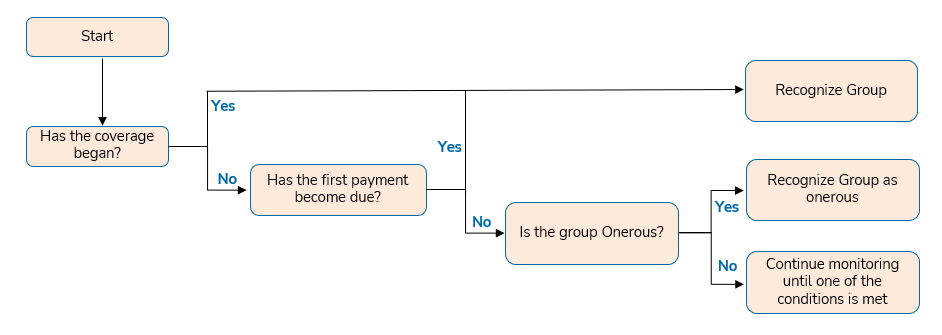 Start
Has the coverage
began?
Yes
No
Has the first payment
become due?
Yes
No
Is the group Onerous?
Yes
No
Recognize Group
Recognize Group as
onerous
Continue monitoring
until one of the
conditions is met